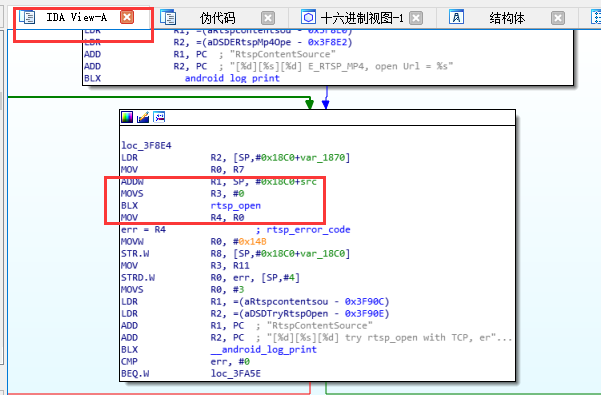 IDA View-A 伪代码 十六进制视图-1 结构体
LDR R1, =(aRtspcontentsou - 0x3F8E0)
LDR R2, =(aDSDERtspMp4Ope - 0x3F8E2)
ADD R1, PC ; "RtspContentSource"
ADD R2, PC ; "[%d][%s][%d] E_RTSP_MP4, open Url = %s"
BLX __android_log_print
loc_3F8E4
LDR R2, [SP,#0x18C0+var_1870]
MOV R0, R7
ADDW R1, SP, #0x18C0+src
MOVS R3, #0
BLX rtsp_open
MOV R4, R0
err = R4 ; rtsp_error_code
MOVW R0, #0x14B
STR.W R8, [SP,#0x18C0+var_18C0]
MOV R3, R11
STRD.W R0, err, [SP,#4]
MOVS R0, #3
LDR R1, =(aRtspcontentsou - 0x3F90C)
LDR R2, =(aDSDTryRtspOpen - 0x3F90E)
ADD R1, PC ; "RtspContentSource"
ADD R2, PC ; "[%d][%s][%d] try rtsp_open with TCP, er"...
BLX __android_log_print
CMP err, #0
BEQ.W loc_3FA5E